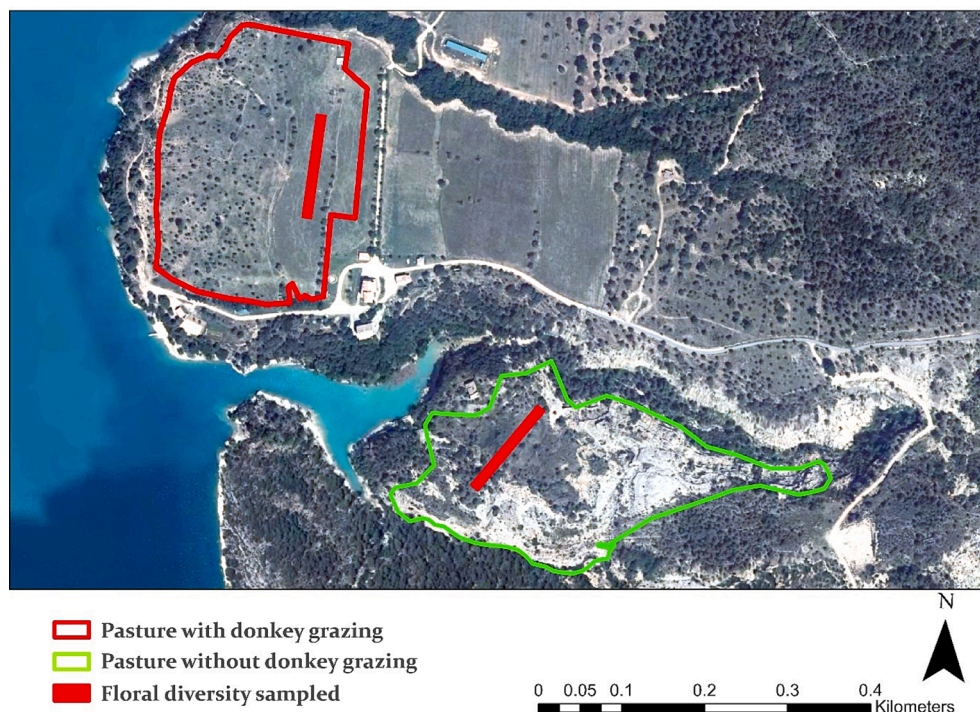 Pasture with donkey grazing
Pasture without donkey grazing
Floral diversity sampled
N
0 0.05 0.1 0.2 0.3 0.4
Kilometers